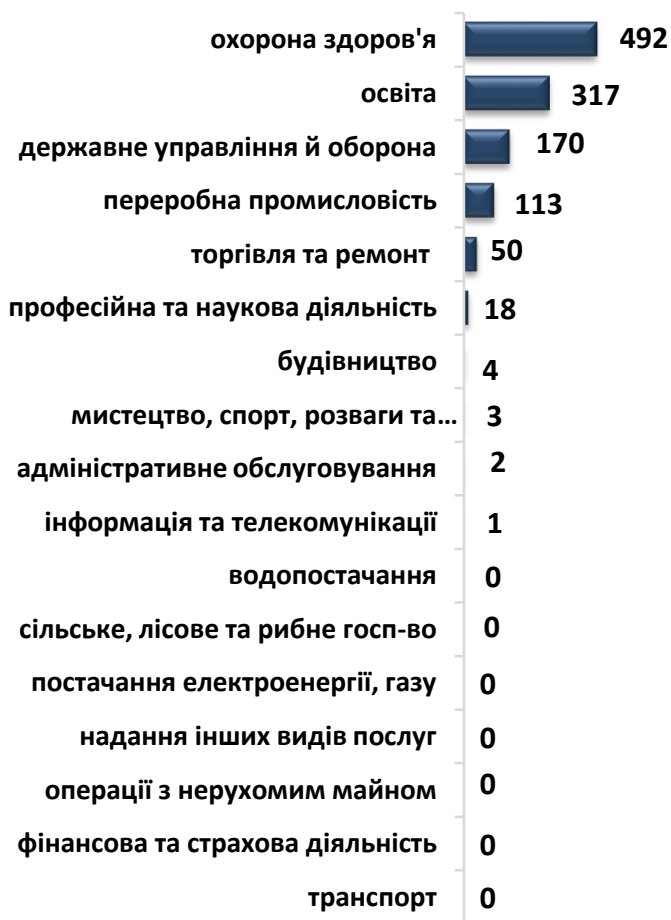 охорона здоров'я 492
освіта 317
державне управління й оборона 170
переробна промисловість 113
торгівля та ремонт 50
професійна та наукова діяльність 18
будівництво 4
мистецтво, спорт, розваги та... 3
адміністративне обслуговування 2
інформація та телекомунікації 1
водопостачання 0
сільське, лісове та рибне госп-во 0
постачання електроенергії, газу 0
надання інших видів послуг 0
операції з нерухомим майном 0
фінансова та страхова діяльність 0
транспорт 0